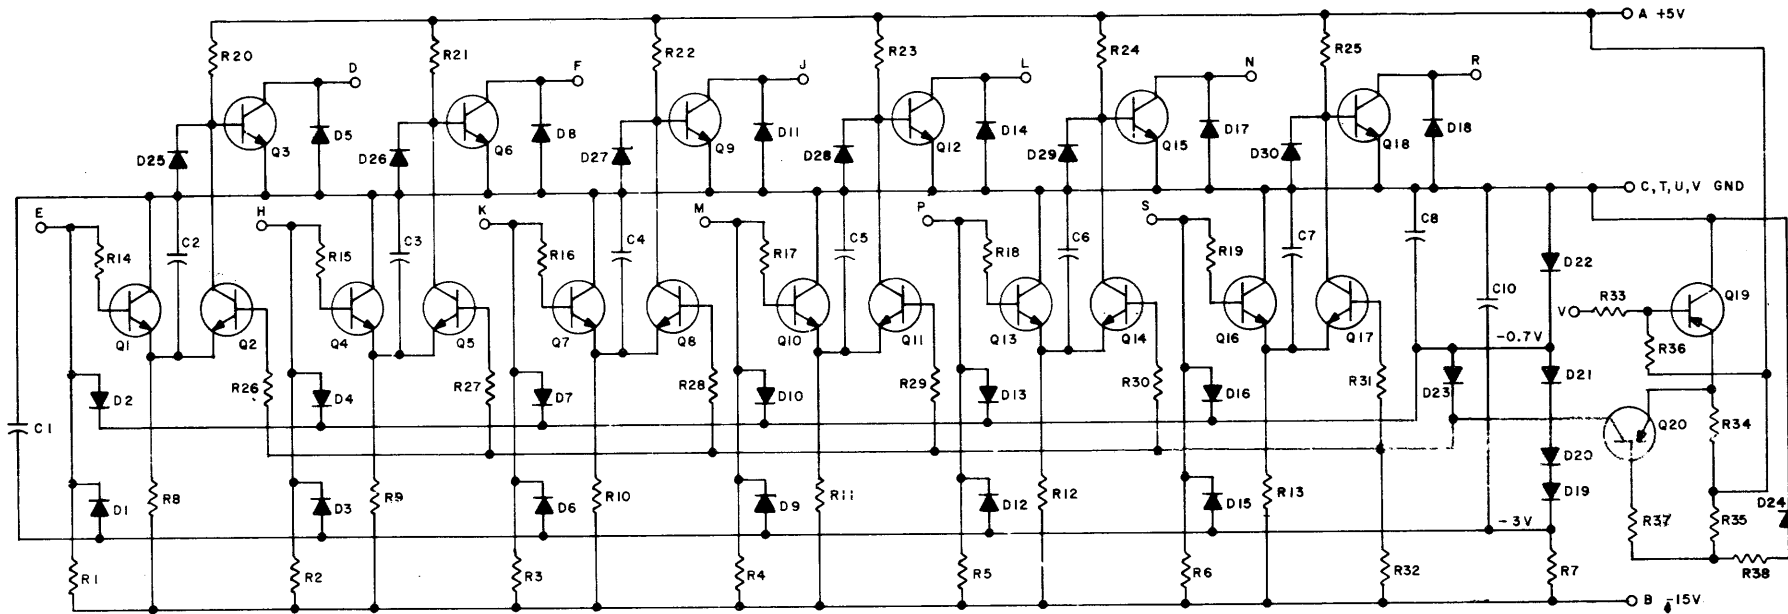 A +5V
R20
R21
R22
R23
R24
R25
D
F
J
L
N
R
Q3
D5
Q6
D8
Q9
D11
Q12
D14
Q15
D17
Q18
D18
D25
D26
D27
D28
D29
D30
C,T,U,V GND
E
H
K
M
P
S
R14
C2
R15
C3
R16
C4
R17
C5
R18
C6
R19
C7
C8
C10
D22
V
R33
Q19
Q1
Q2
Q4
Q5
Q7
Q8
Q10
Q11
Q13
Q14
Q16
Q17
-0.7V
R36
R26
R27
R28
R29
R30
R31
D23
D21
D2
D4
D7
D10
D13
D16
C1
Q20
R34
D20
D19
D1
R8
D3
R9
D6
R10
D9
R11
D12
R12
D15
R13
-3V
R37
R35
D24
R1
R2
R3
R4
R5
R6
R32
R7
R38
B -15V